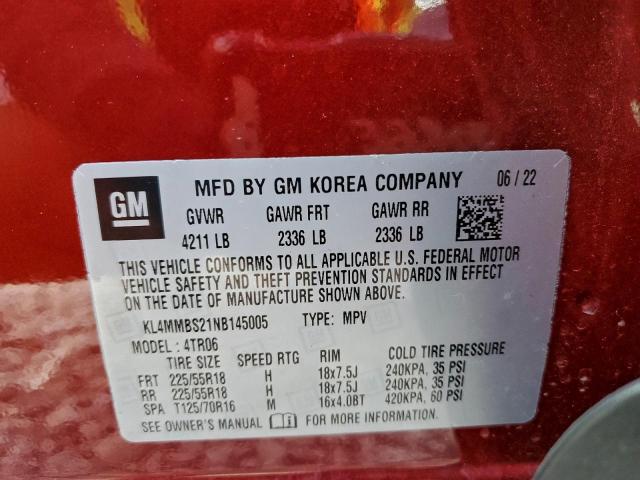 GM MFD BY GM KOREA COMPANY 06/22
GVWR GAWR FRT GAWR RR
4211 LB 2336 LB 2336 LB
THIS VEHICLE CONFORMS TO ALL APPLICABLE U.S. FEDERAL MOTOR
VEHICLE SAFETY AND THEFT PREVENTION STANDARDS IN EFFECT
ON THE DATE OF MANUFACTURE SHOWN ABOVE.
KL4MMBS21NB145005 TYPE: MPV
MODEL: 4TR06
TIRE SIZE SPEED RTG RIM COLD TIRE PRESSURE
FRT 225/55R18 H 18x7.5J 240KPA, 35 PSI
RR 225/55R18 H 18x7.5J 240KPA, 35 PSI
SPA T125/70R16 M 16x4.0BT 420KPA, 60 PSI
SEE OWNER'S MANUAL FOR MORE INFORMATION.